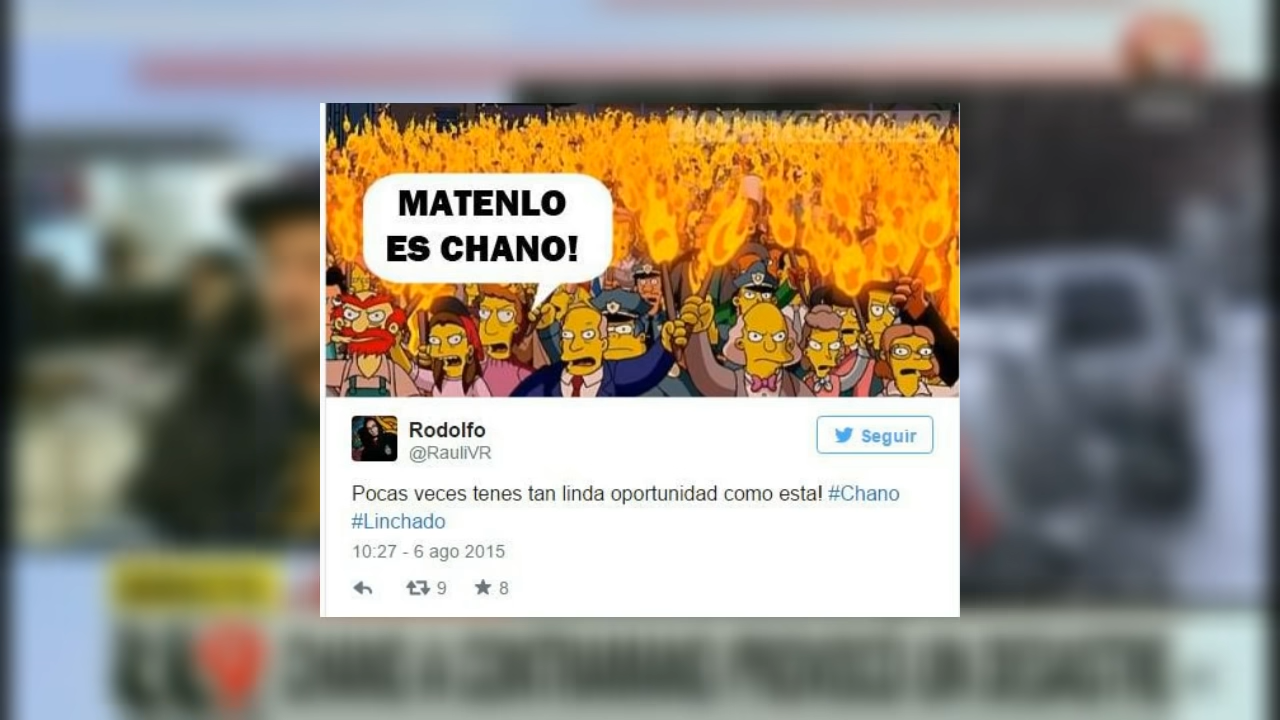 MATENLO
ES CHANO!
Rodolfo
@RauliVR
Seguir
Pocas veces tenes tan linda oportunidad como esta! #Chano
#Linchado
10:27 - 6 ago 2015
9 8